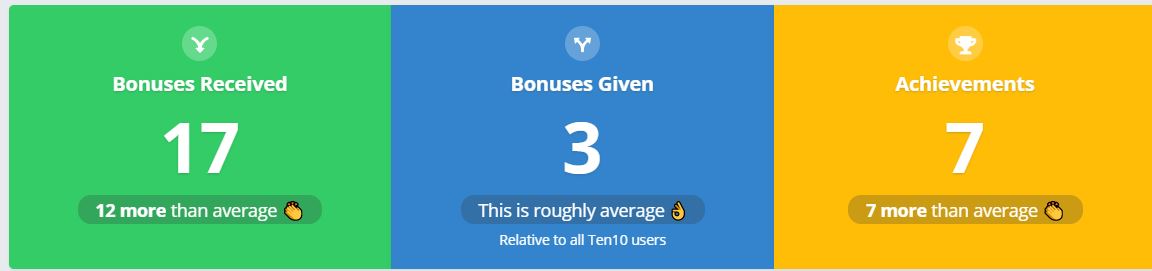 Bonuses Received
17
12 more than average 👏
Bonuses Given
3
This is roughly average 👌
Relative to all Ten10 users
Achievements
7
7 more than average 👏